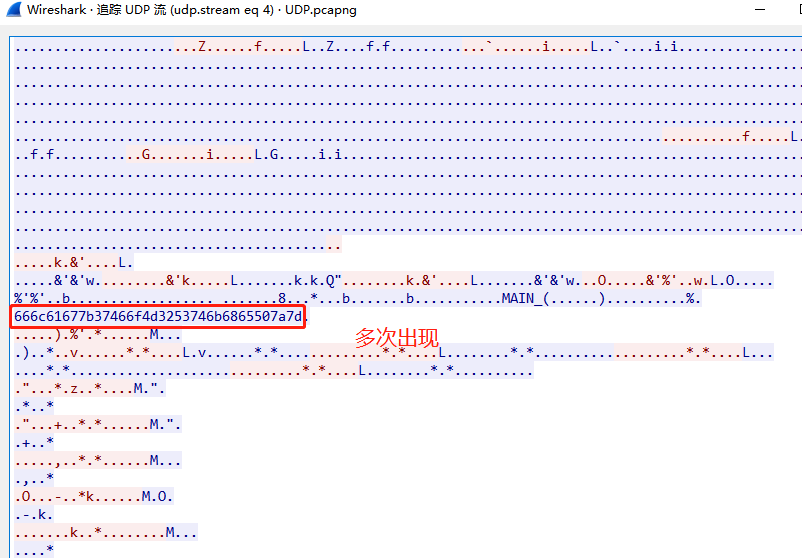 Wireshark · 追踪 UDP 流 (udp.stream eq 4) · UDP.pcapng
........................Z......f.....L..Z....f.f............`......i.....L..`....i.i...............
....................................................................................................
....................................................................................................
....................................................................................................
....................................................................................................
...........................................................................................f.....L.
..f.f...........G.......i.....L.G.....i.i.......................................................
....................................................................................................
....................................................................................................
....................................................................................................
....................................................................................................
.........................................
.....k.&'....L.
.....&'&'w.........&'k.....L.......k.k.Q"........k.&'....L.......&'&'w...O.....&'%'..w.L.O.....
%'%'..b.................. .......8...*...b.......b..........MAIN_(......)..........%.
666c61677b37466f4d3253746b6865507a7d.
.....).%'.*......M...
多次出现
.)..*..v......*.*....L.v......*.*...............*.*....L........*.*...................*.*....L...
....*.*.............................*.*....L........*.*..........
."...*.z..*....M.".
.*..*
."...+..*.*......M.".
.+..*
.....,..*.*......M...
.,..*
.O...-..*k......M.O.
.-.k.
.......k..*........M...
....*